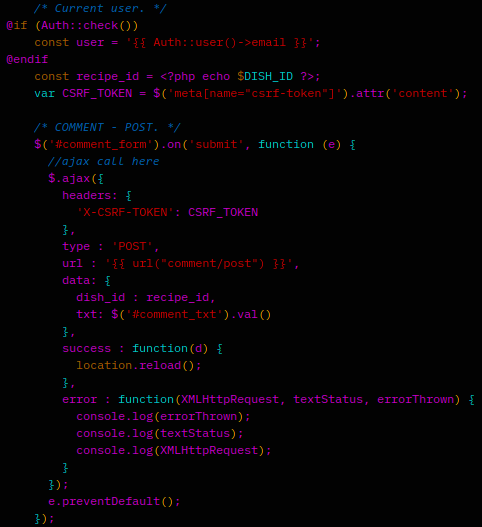 /* Current user. */
@if (Auth::check())
    const user = '{{ Auth::user()->email }}';
@endif
    const recipe_id = <?php echo $DISH_ID ?>;
    var CSRF_TOKEN = $('meta[name="csrf-token"]').attr('content');

    /* COMMENT - POST. */
    $('#comment_form').on('submit', function (e) {
      //ajax call here
      $.ajax({
        headers: {
          'X-CSRF-TOKEN': CSRF_TOKEN
        },
        type : 'POST',
        url : '{{ url("comment/post") }}',
        data: {
          dish_id : recipe_id,
          txt: $('#comment_txt').val()
        },
        success : function(d) {
          location.reload();
        },
        error : function(XMLHttpRequest, textStatus, errorThrown) {
          console.log(errorThrown);
          console.log(textStatus);
          console.log(XMLHttpRequest);
        }
      });
      e.preventDefault();
    });